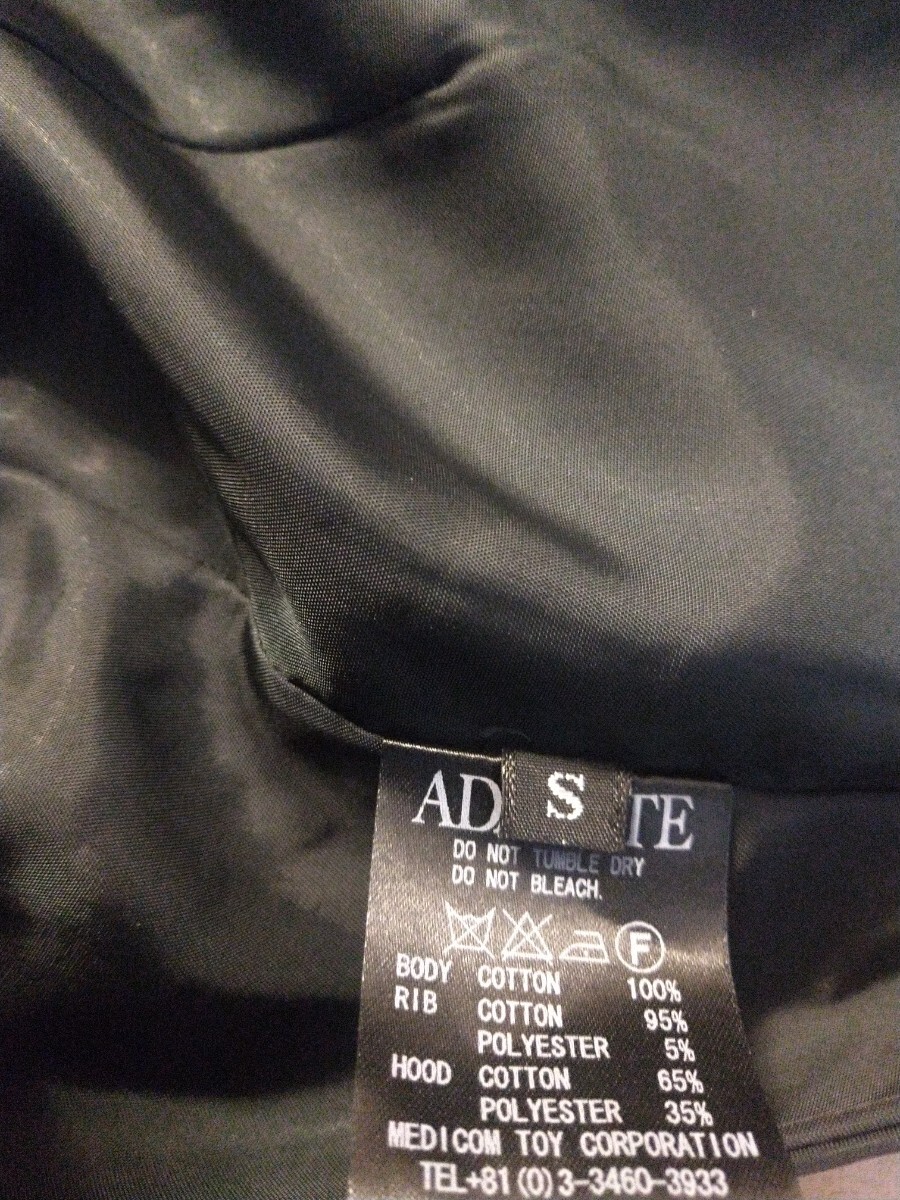 AD TE
S
DO NOT TUMBLE DRY
DO NOT BLEACH.
F
BODY COTTON 100%
RIB COTTON 95%
POLYESTER 5%
HOOD COTTON 65%
POLYESTER 35%
MEDICOM TOY CORPORATION
TEL+81(0)3-3460-3933